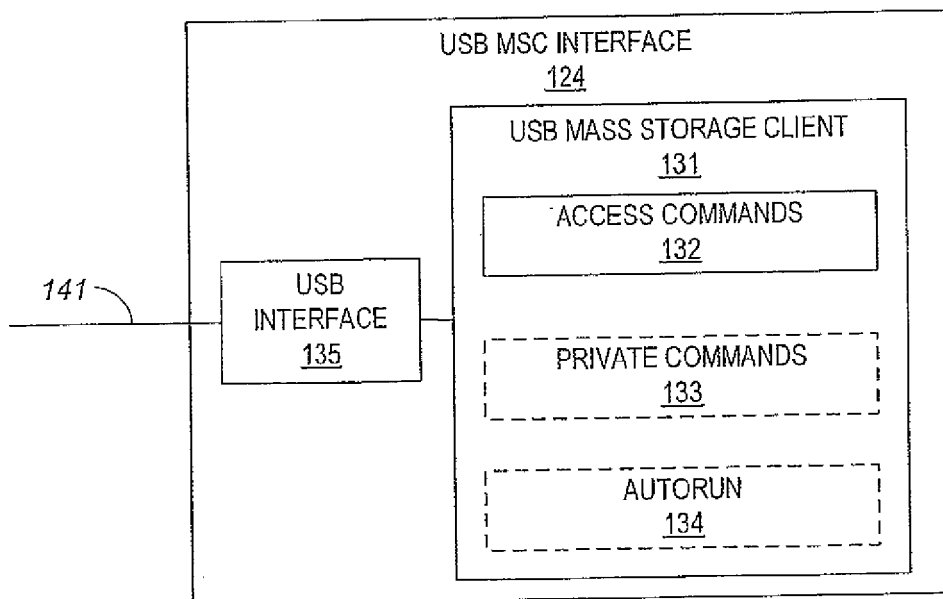 USB MSC INTERFACE
124
USB MASS STORAGE CLIENT
131
ACCESS COMMANDS
132
141
USB
INTERFACE
135
PRIVATE COMMANDS
133
AUTORUN
134